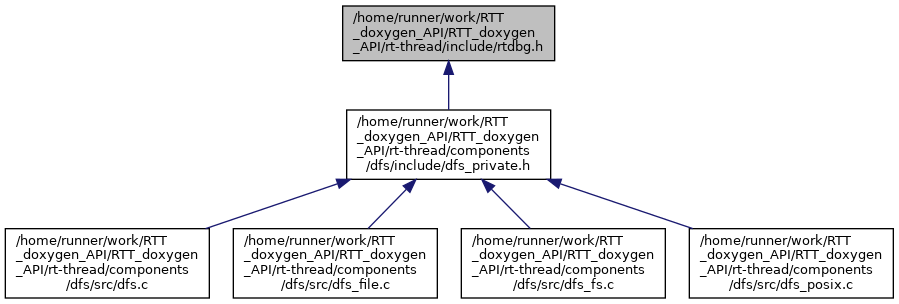 /home/runner/work/RTT
_doxygen_API/RTT_doxygen
_API/rt-thread/include/rtdbg.h
/home/runner/work/RTT
_doxygen_API/RTT_doxygen
_API/rt-thread/components
/dfs/include/dfs_private.h
/home/runner/work/RTT
_doxygen_API/RTT_doxygen
_API/rt-thread/components
/dfs/src/dfs.c
/home/runner/work/RTT
_doxygen_API/RTT_doxygen
_API/rt-thread/components
/dfs/src/dfs_file.c
/home/runner/work/RTT
_doxygen_API/RTT_doxygen
_API/rt-thread/components
/dfs/src/dfs_fs.c
/home/runner/work/RTT
_doxygen_API/RTT_doxygen
_API/rt-thread/components
/dfs/src/dfs_posix.c